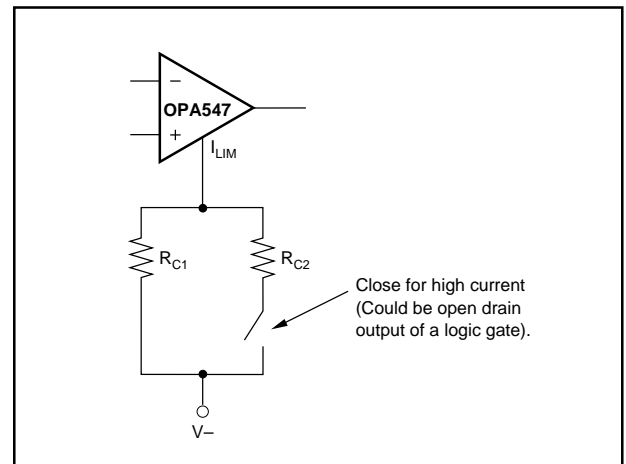 –
OPA547
+
I_LIM
R_C1
R_C2
Close for high current
(Could be open drain
output of a logic gate).
V–